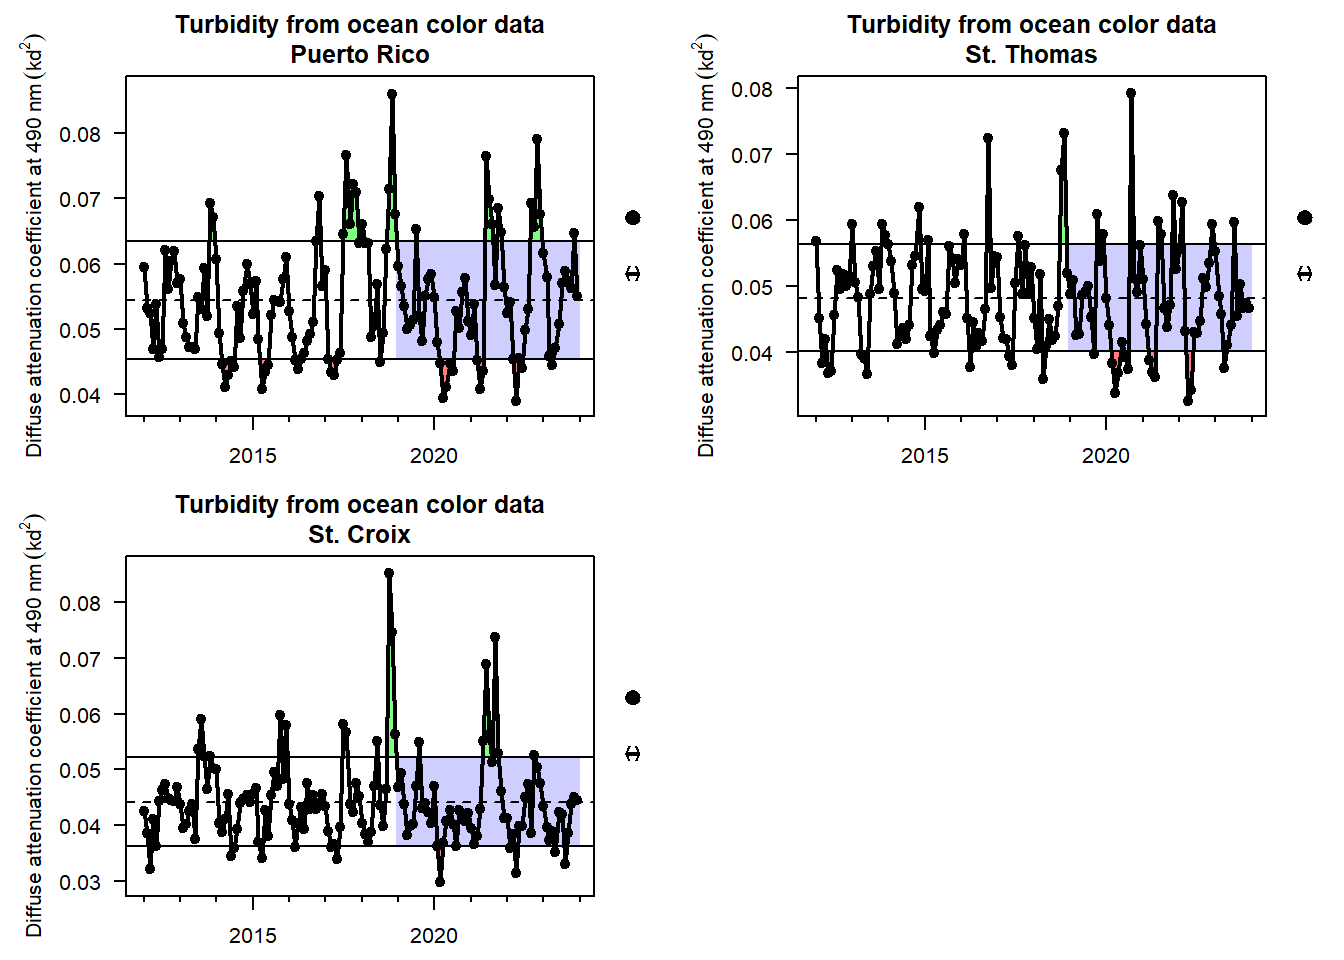 Turbidity from ocean color data
Puerto Rico
Diffuse attenuation coefficient at 490 nm (kd²)
0.08
0.07
0.06
0.05
0.04
2015
2020
Turbidity from ocean color data
St. Thomas
Diffuse attenuation coefficient at 490 nm (kd²)
0.08
0.07
0.06
0.05
0.04
2015
2020
Turbidity from ocean color data
St. Croix
Diffuse attenuation coefficient at 490 nm (kd²)
0.08
0.07
0.06
0.05
0.04
0.03
2015
2020